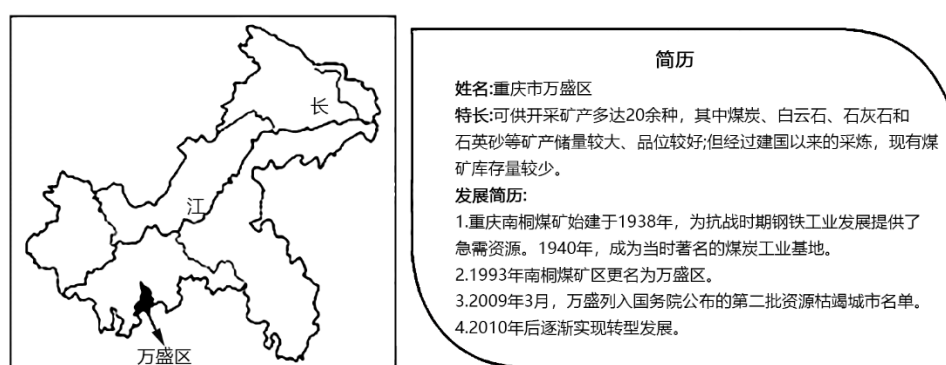 长
江
万盛区
简历
姓名:重庆市万盛区
特长:可供开采矿产多达20余种，其中煤炭、白云石、石灰石和
石英砂等矿产储量较大、品位较好;但经过建国以来的采炼，现有煤
矿库存量较少。
发展简历:
1.重庆南桐煤矿始建于1938年，为抗战时期钢铁工业发展提供了
急需资源。1940年，成为当时著名的煤炭工业基地。
2.1993年南桐煤矿区更名为万盛区。
3.2009年3月，万盛列入国务院公布的第二批资源枯竭城市名单。
4.2010年后逐渐实现转型发展。